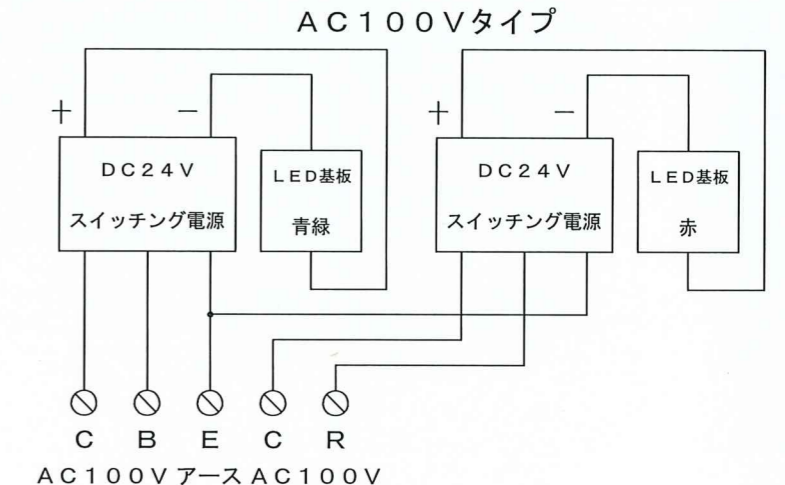 AC100Vタイプ
+ − + −
DC24V
スイッチング電源
LED基板
青緑
DC24V
スイッチング電源
LED基板
赤
C B E C R
AC100V アース AC100V